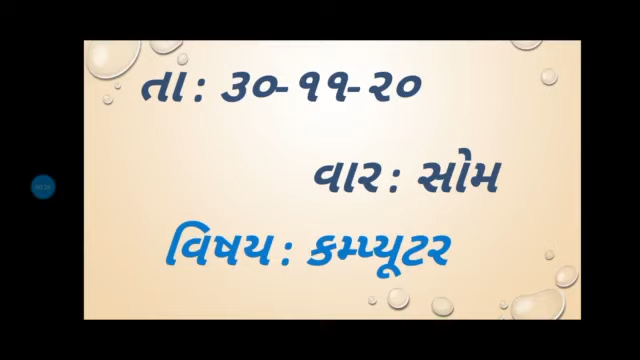 તા : ૩૦-૧૧-૨૦
વાર : સોમ
વિષય : કમ્પ્યૂટર